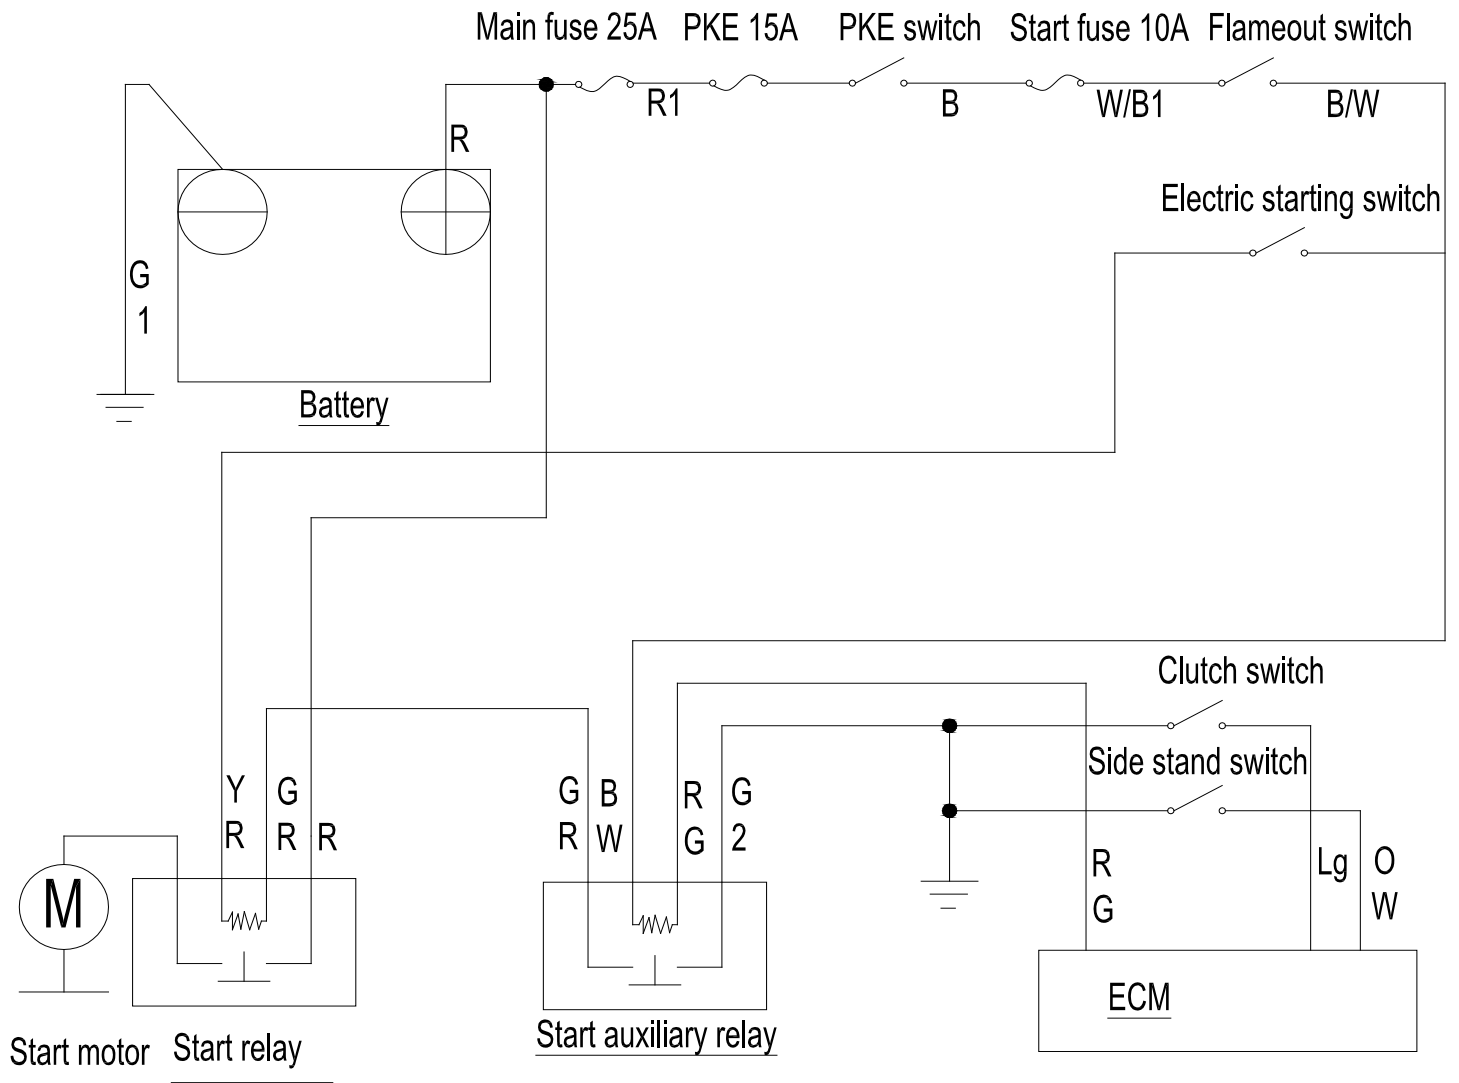 Main fuse 25A PKE 15A PKE switch Start fuse 10A Flameout switch
R1 B W/B1 B/W
R
Electric starting switch
G
1
Battery
Clutch switch
Side stand switch
Y G
R R R
G B R G
R W G 2
R Lg O
G W
M
ECM
Start motor Start relay Start auxiliary relay